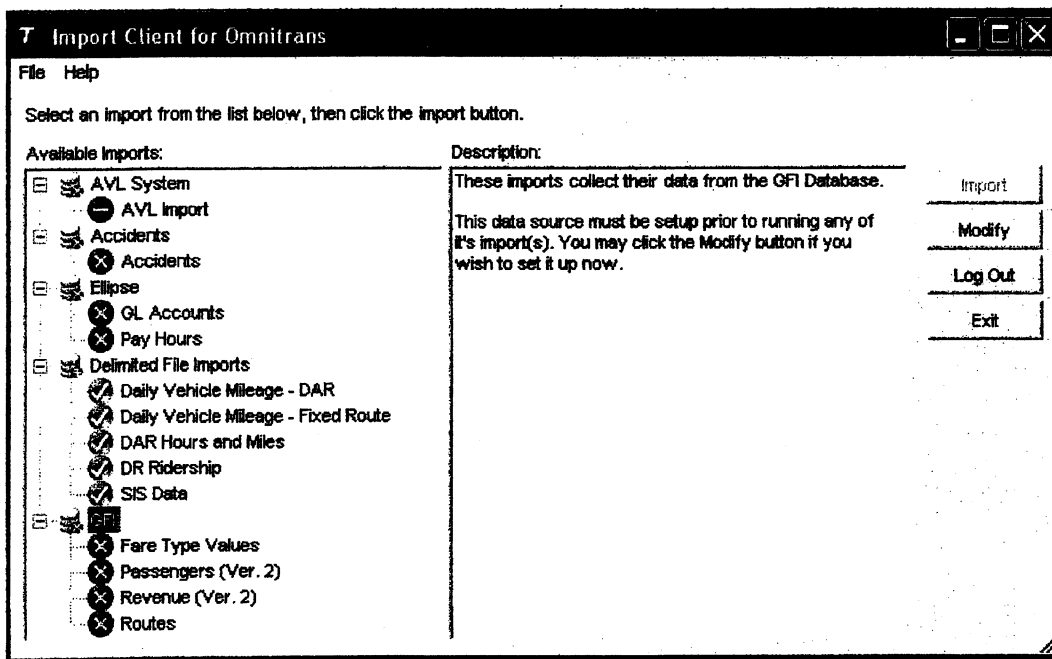 T Import Client for Omnitrans
File Help
Select an import from the list below, then click the import button.
Available Imports:
AVL System
AVL Import
Accidents
Accidents
Ellipse
GL Accounts
Pay Hours
Delimited File Imports
Daily Vehicle Mileage - DAR
Daily Vehicle Mileage - Fixed Route
DAR Hours and Miles
DR Ridership
SIS Data
GFI
Fare Type Values
Passengers (Ver. 2)
Revenue (Ver. 2)
Routes
Description:
These imports collect their data from the GFI Database.
This data source must be setup prior to running any of
it's import(s). You may click the Modify button if you
wish to set it up now.
Import
Modify
Log Out
Exit